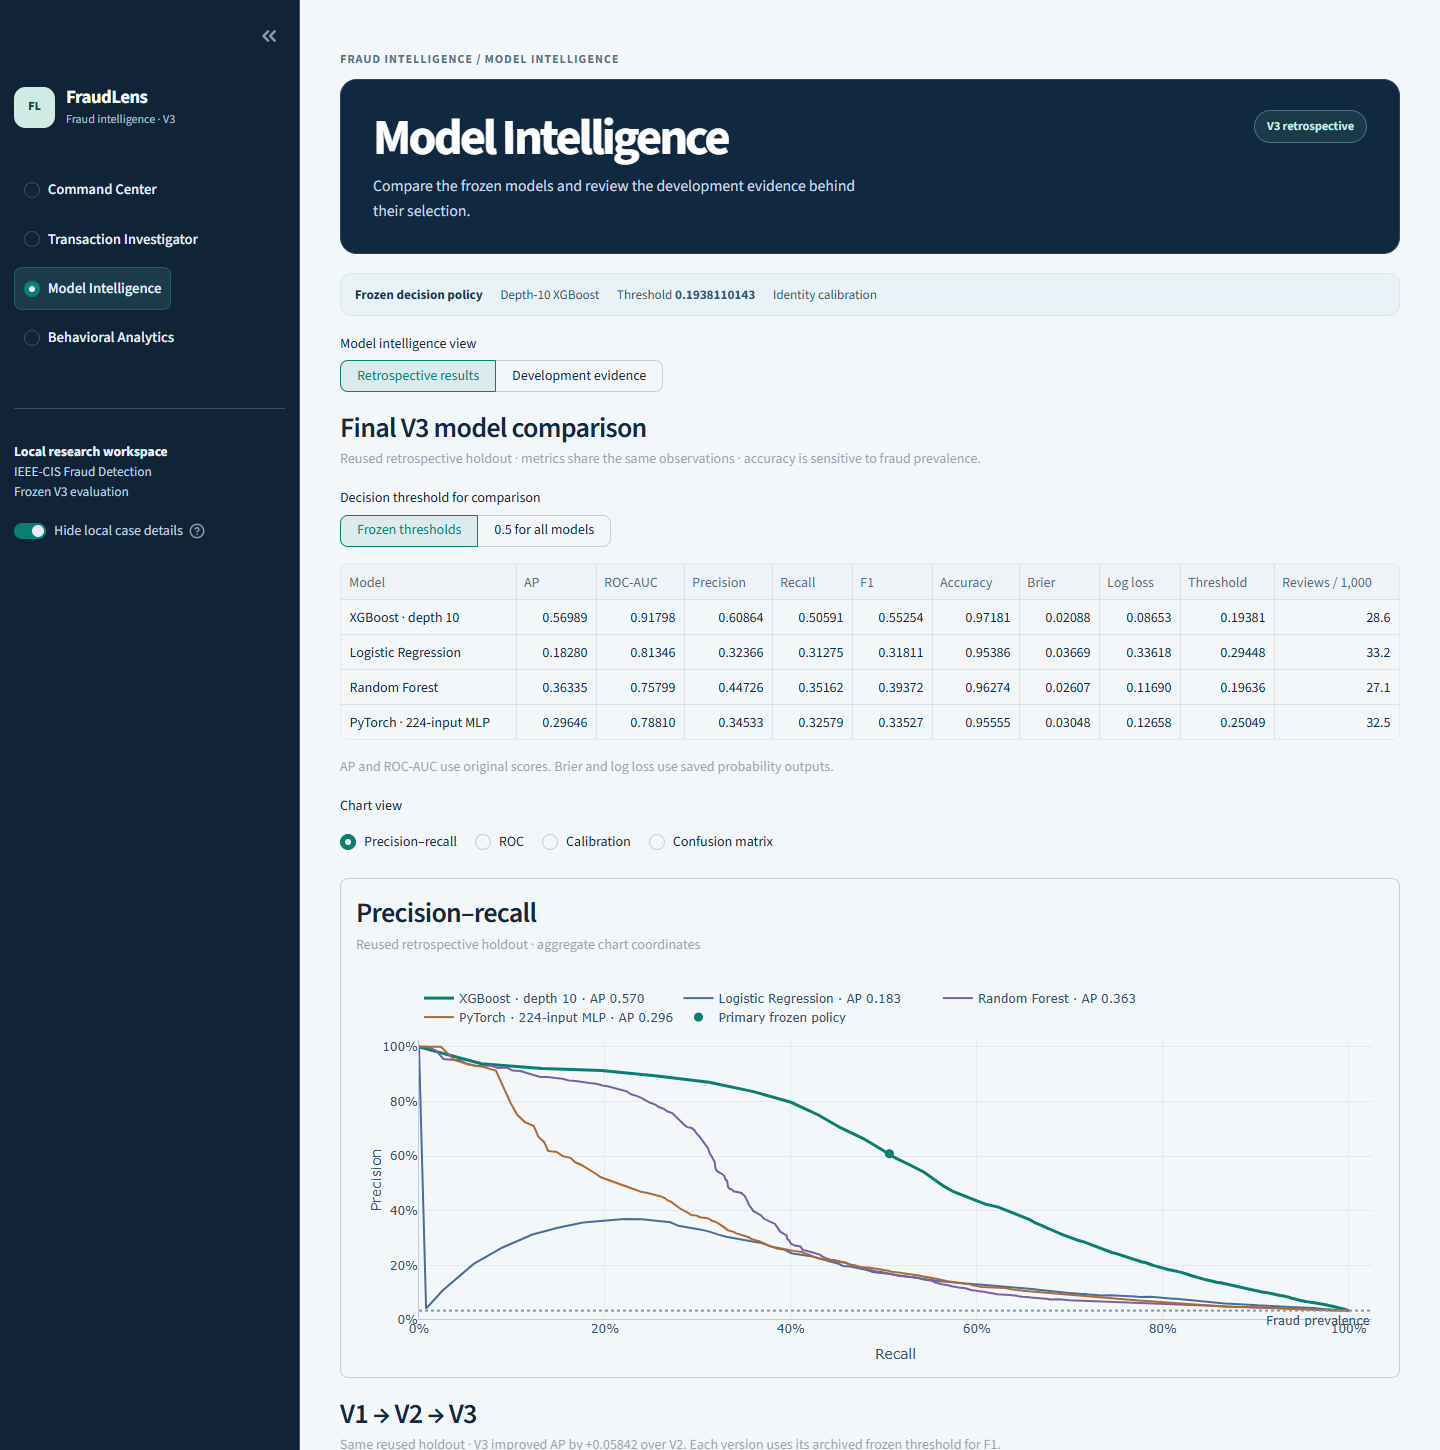 FL
FraudLens
Fraud intelligence · V3
Command Center
Transaction Investigator
Model Intelligence
Behavioral Analytics
Local research workspace
IEEE-CIS Fraud Detection
Frozen V3 evaluation
Hide local case details
FRAUD INTELLIGENCE / MODEL INTELLIGENCE
Model Intelligence
V3 retrospective
Compare the frozen models and review the development evidence behind
their selection.
Frozen decision policy Depth-10 XGBoost Threshold 0.1938110143 Identity calibration
Model intelligence view
Retrospective results Development evidence
Final V3 model comparison
Reused retrospective holdout · metrics share the same observations · accuracy is sensitive to fraud prevalence.
Decision threshold for comparison
Frozen thresholds 0.5 for all models
Model AP ROC-AUC Precision Recall F1 Accuracy Brier Log loss Threshold Reviews / 1,000
XGBoost · depth 10 0.56989 0.91798 0.60864 0.50591 0.55254 0.97181 0.02088 0.08653 0.19381 28.6
Logistic Regression 0.18280 0.81346 0.32366 0.31275 0.31811 0.95386 0.03669 0.33618 0.29448 33.2
Random Forest 0.36335 0.75799 0.44726 0.35162 0.39372 0.96274 0.02607 0.11690 0.19636 27.1
PyTorch · 224-input MLP 0.29646 0.78810 0.34533 0.32579 0.33527 0.95555 0.03048 0.12658 0.25049 32.5
AP and ROC-AUC use original scores. Brier and log loss use saved probability outputs.
Chart view
Precision–recall ROC Calibration Confusion matrix
Precision–recall
Reused retrospective holdout · aggregate chart coordinates
XGBoost · depth 10 · AP 0.570 Logistic Regression · AP 0.183 Random Forest · AP 0.363
PyTorch · 224-input MLP · AP 0.296 Primary frozen policy
100%
80%
60%
40%
20%
0%
Precision
Fraud prevalence
0% 20% 40% 60% 80% 100%
Recall
V1 → V2 → V3
Same reused holdout · V3 improved AP by +0.05842 over V2. Each version uses its archived frozen threshold for F1.